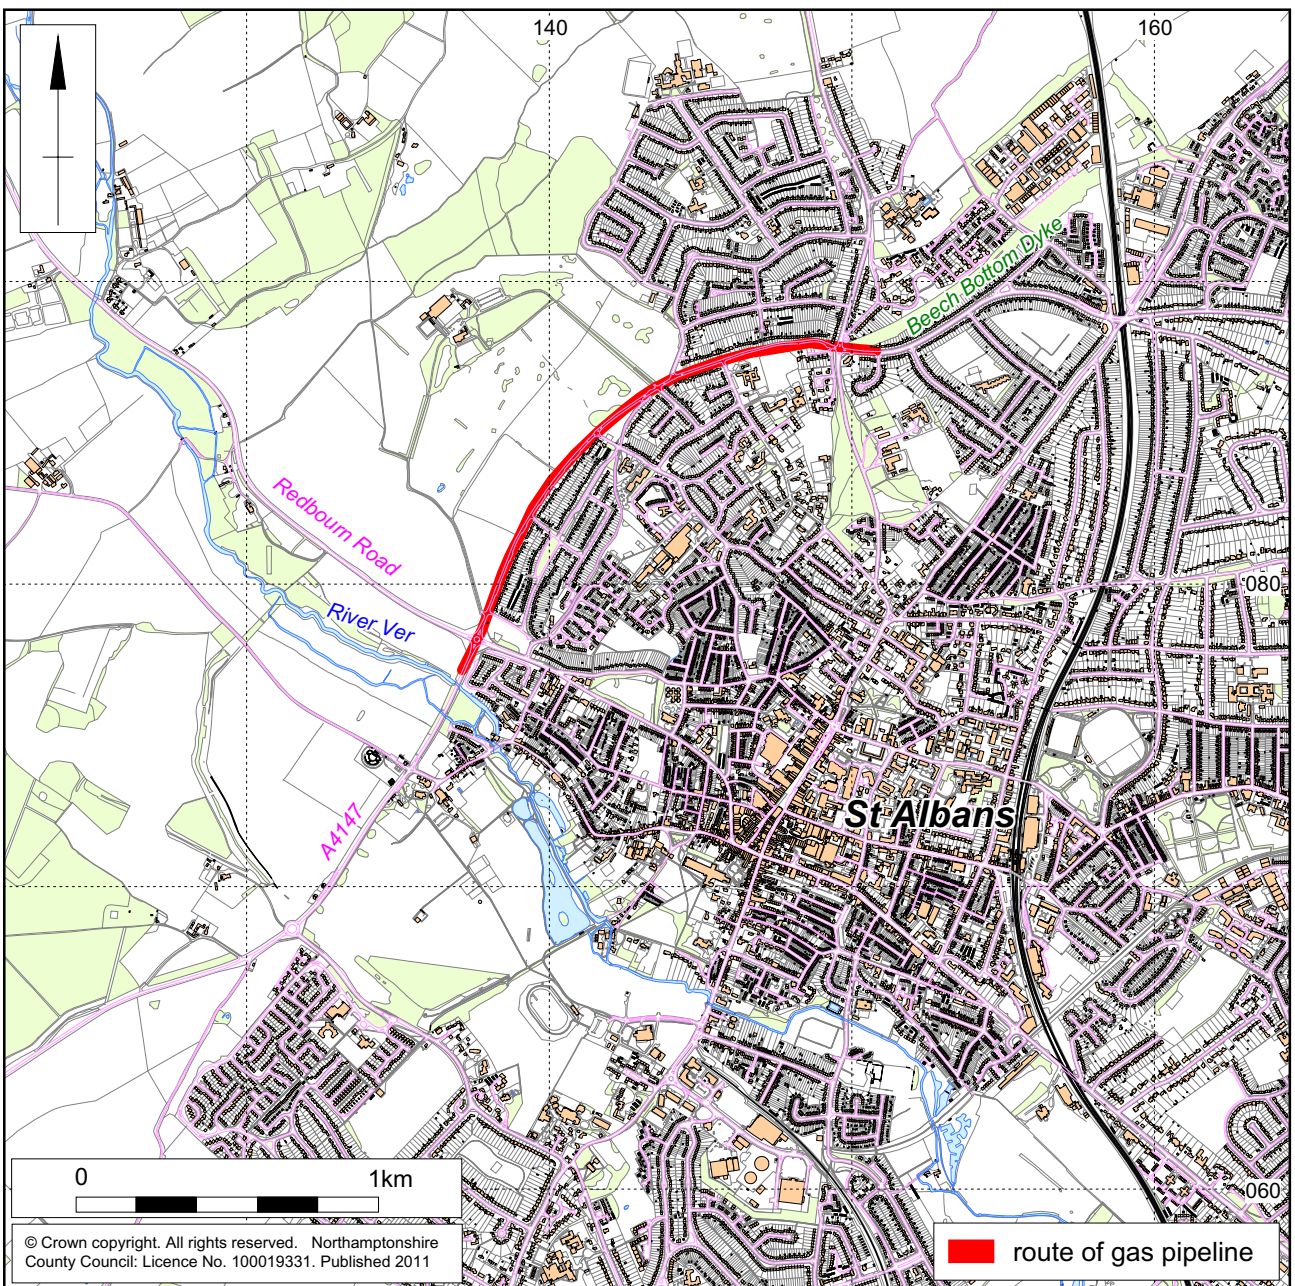 140
160
Beech Bottom Dyke
Redbourn Road
River Ver
080
St Albans
A4147
0 1km
060
© Crown copyright. All rights reserved. Northamptonshire
County Council: Licence No. 100019331. Published 2011
route of gas pipeline